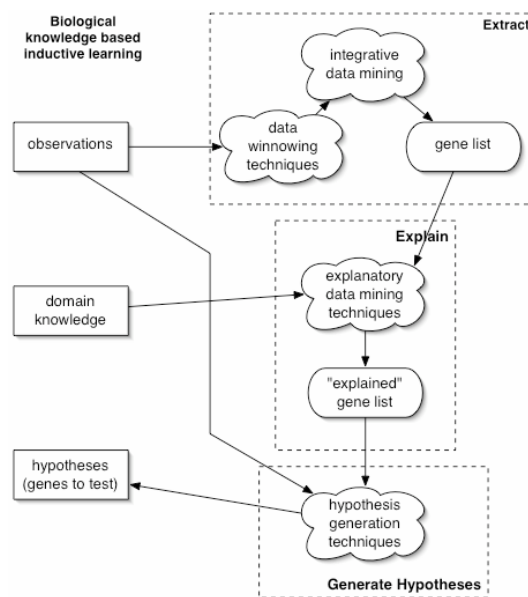 Biological
knowledge based
inductive learning
Extract
integrative
data mining
observations
data
winnowing
techniques
gene list
Explain
domain
knowledge
explanatory
data mining
techniques
"explained"
gene list
hypotheses
(genes to test)
hypothesis
generation
techniques
Generate Hypotheses